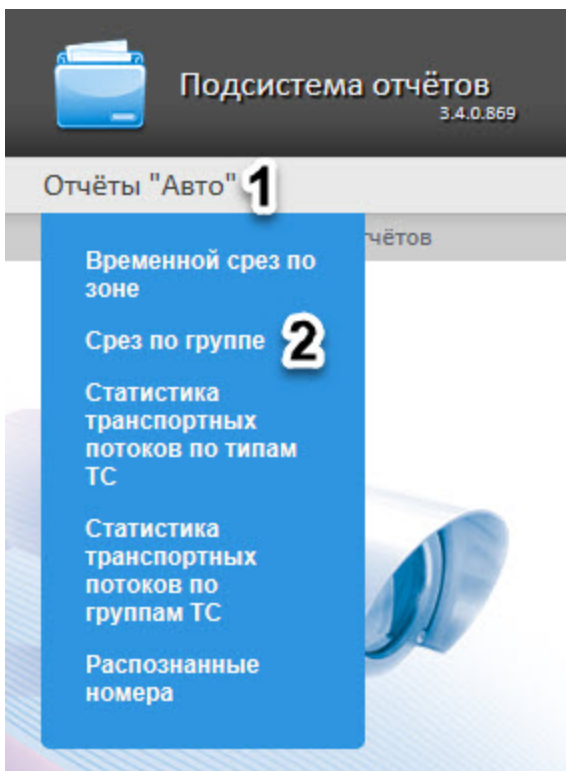 Подсистема отчётов
3.4.0.869
Отчёты "Авто" 1
чётов
Временной срез по
зоне
Срез по группе 2
Статистика
транспортных
потоков по типам
ТС
Статистика
транспортных
потоков по
группам ТС
Распознанные
номера